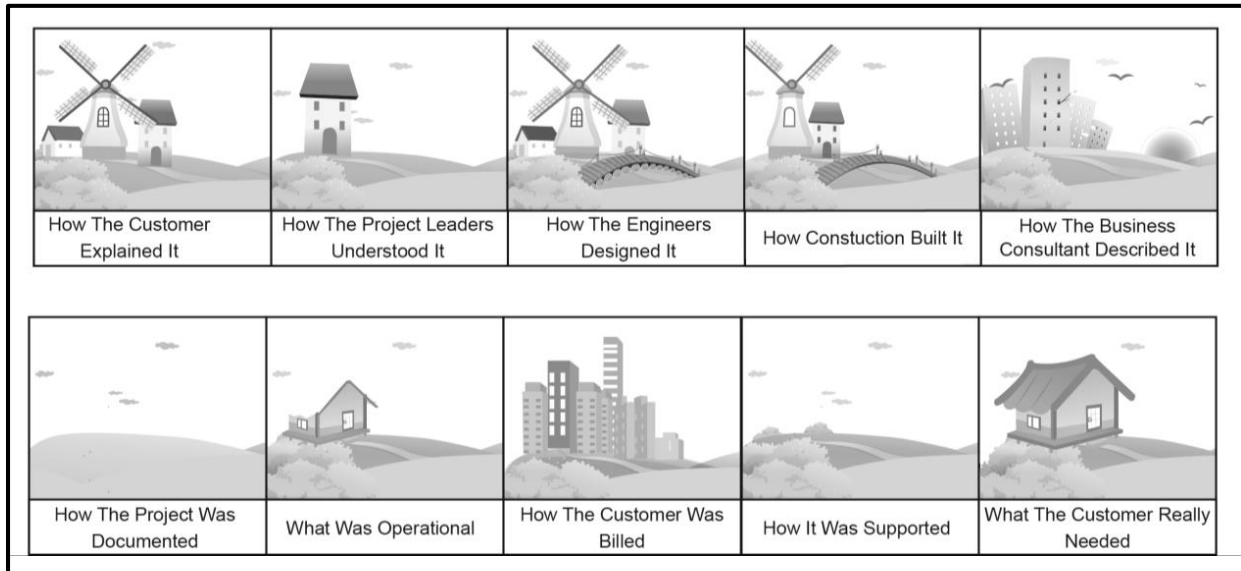 How The Customer
Explained It
How The Project Leaders
Understood It
How The Engineers
Designed It
How Constuction Built It
How The Business
Consultant Described It
How The Project Was
Documented
What Was Operational
How The Customer Was
Billed
How It Was Supported
What The Customer Really
Needed